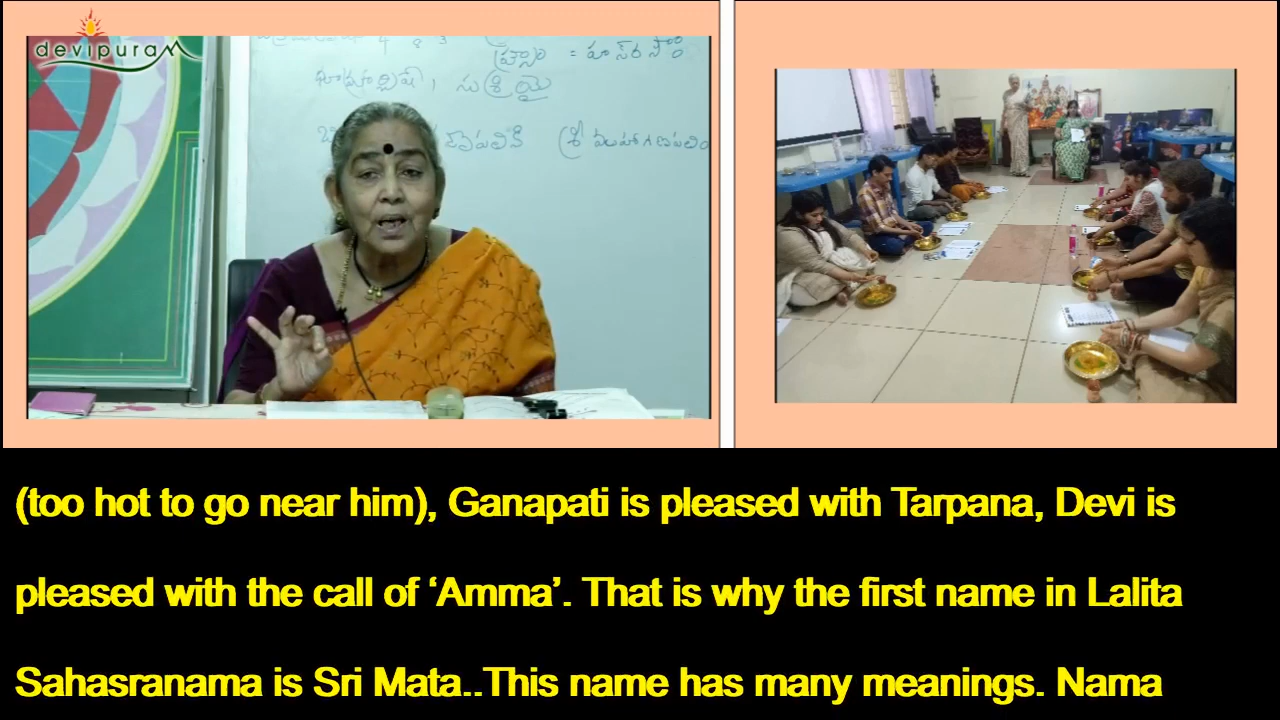 devipuram
ధూమ్రార్చిషే, సుశ్రియై
శ్రీ మహాగణపతిం
(too hot to go near him), Ganapati is pleased with Tarpana, Devi is
pleased with the call of ‘Amma’. That is why the first name in Lalita
Sahasranama is Sri Mata..This name has many meanings. Nama